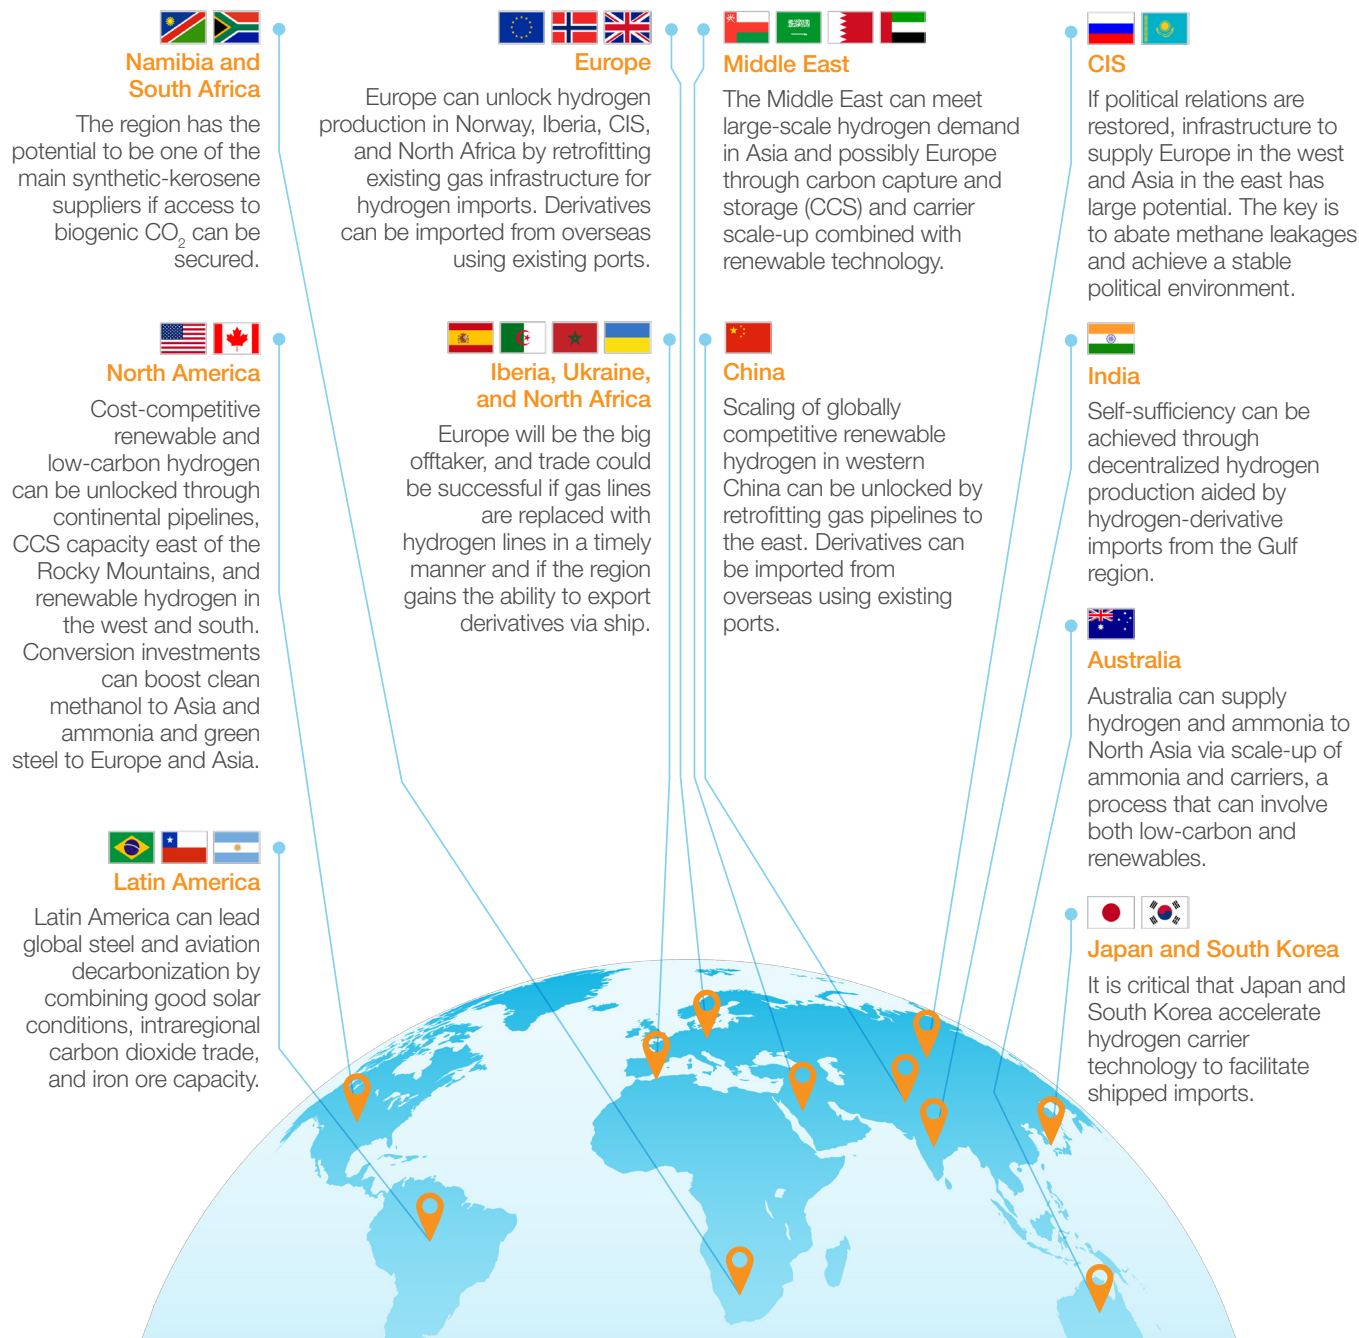 Namibia and
South Africa
The region has the
potential to be one of the
main synthetic-kerosene
suppliers if access to
biogenic CO2 can be
secured.
Europe
Europe can unlock hydrogen
production in Norway, Iberia, CIS,
and North Africa by retrofitting
existing gas infrastructure for
hydrogen imports. Derivatives
can be imported from overseas
using existing ports.
Middle East
The Middle East can meet
large-scale hydrogen demand
in Asia and possibly Europe
through carbon capture and
storage (CCS) and carrier
scale-up combined with
renewable technology.
CIS
If political relations are
restored, infrastructure to
supply Europe in the west
and Asia in the east has
large potential. The key is
to abate methane leakages
and achieve a stable
political environment.
North America
Cost-competitive
renewable and
low-carbon hydrogen
can be unlocked through
continental pipelines,
CCS capacity east of the
Rocky Mountains, and
renewable hydrogen in
the west and south.
Conversion investments
can boost clean
methanol to Asia and
ammonia and green
steel to Europe and Asia.
Iberia, Ukraine,
and North Africa
Europe will be the big
offtaker, and trade could
be successful if gas lines
are replaced with
hydrogen lines in a timely
manner and if the region
gains the ability to export
derivatives via ship.
China
Scaling of globally
competitive renewable
hydrogen in western
China can be unlocked by
retrofitting gas pipelines to
the east. Derivatives can
be imported from
overseas using existing
ports.
India
Self-sufficiency can be
achieved through
decentralized hydrogen
production aided by
hydrogen-derivative
imports from the Gulf
region.
Australia
Australia can supply
hydrogen and ammonia to
North Asia via scale-up of
ammonia and carriers, a
process that can involve
both low-carbon and
renewables.
Latin America
Latin America can lead
global steel and aviation
decarbonization by
combining good solar
conditions, intraregional
carbon dioxide trade,
and iron ore capacity.
Japan and South Korea
It is critical that Japan and
South Korea accelerate
hydrogen carrier
technology to facilitate
shipped imports.